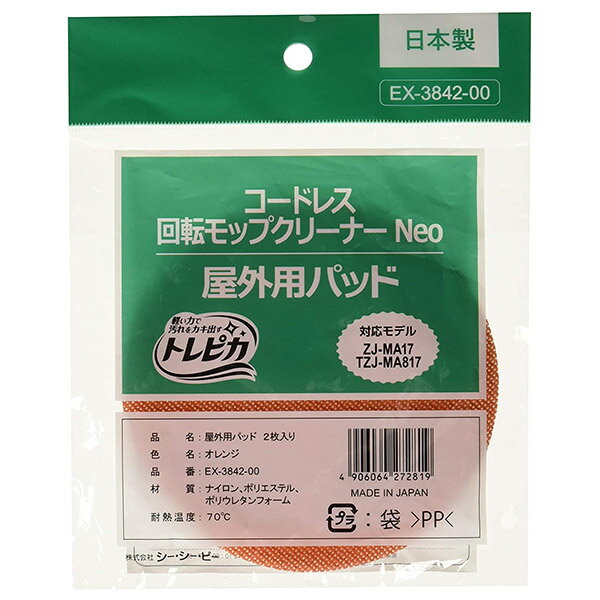 日本製
EX-3842-00
コードレス
回転モップクリーナー Neo
屋外用パッド
軽い力で
汚れをカキ出す
トレピカ
対応モデル
ZJ-MA17
TZJ-MA817
品 名：屋外用パッド 2枚入り
色 名：オレンジ
品 番：EX-3842-00
材 質：ナイロン、ポリエステル、
ポリウレタンフォーム
耐熱温度：70℃
4 906064 272819
MADE IN JAPAN
プラ：袋 >PP<
株式会社 シー・シー・ピー